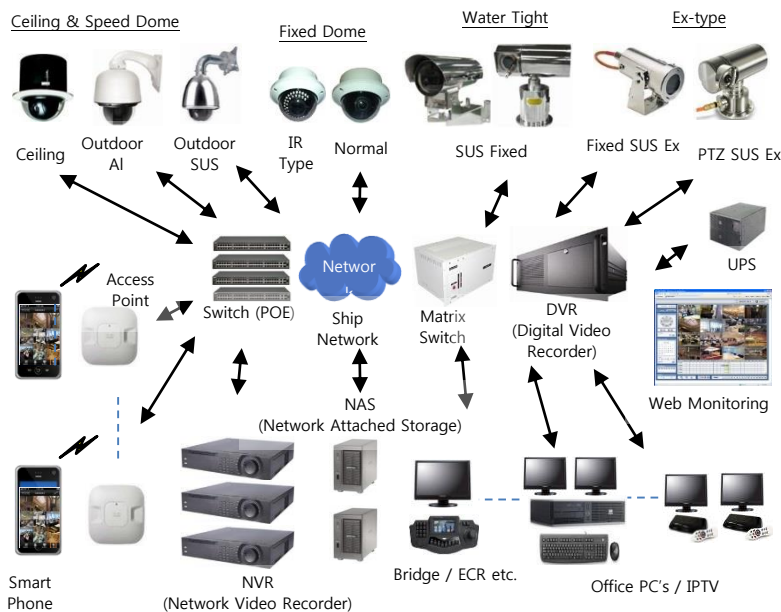 Ceiling & Speed Dome
Fixed Dome
Water Tight
Ex-type
Ceiling
Outdoor
Al
Outdoor
SUS
IR
Type
Normal
SUS Fixed
Fixed SUS Ex
PTZ SUS Ex
Access
Point
Switch (POE)
Networ
k
Ship
Network
Matrix
Switch
DVR
(Digital Video
Recorder)
UPS
Web Monitoring
NAS
(Network Attached Storage)
Smart
Phone
NVR
(Network Video Recorder)
Bridge / ECR etc.
Office PC's / IPTV